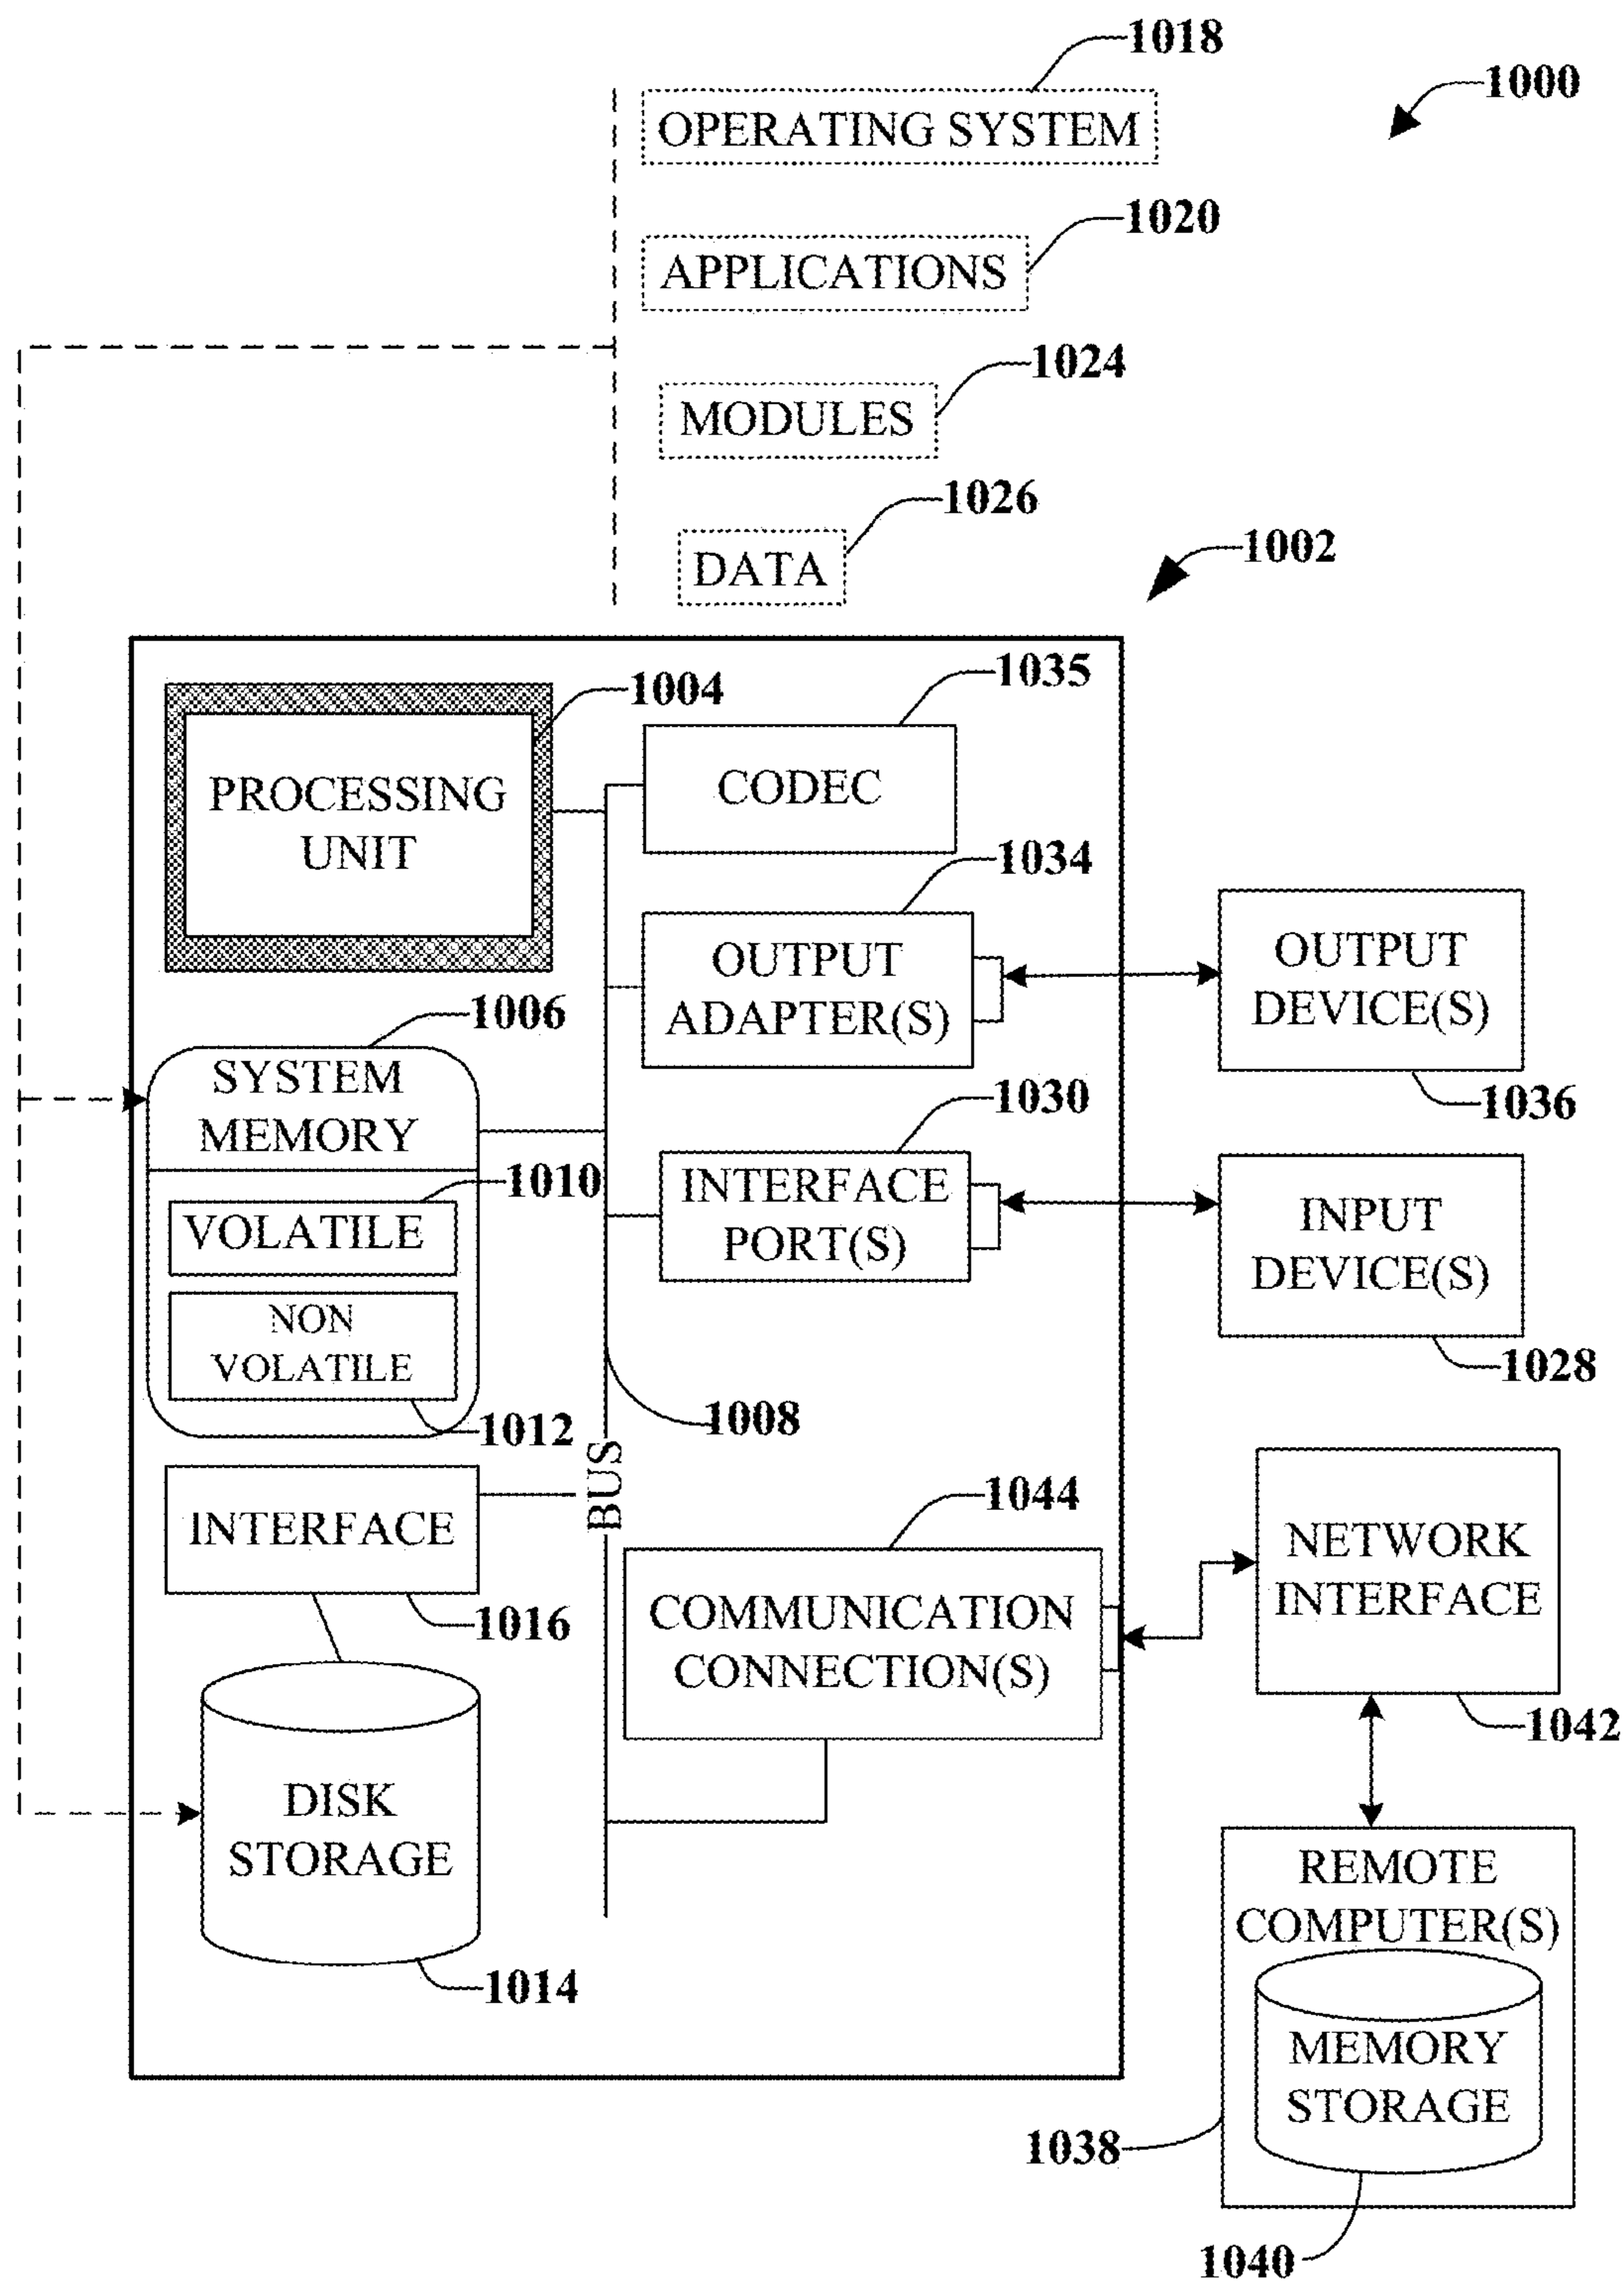 1018
1000
OPERATING SYSTEM
1020
APPLICATIONS
1024
MODULES
1026
DATA
1002
1004
PROCESSING
UNIT
1035
CODEC
1034
OUTPUT
ADAPTER(S)
OUTPUT
DEVICE(S)
1036
1006
SYSTEM
MEMORY
1010
VOLATILE
NON
VOLATILE
1012
1030
INTERFACE
PORT(S)
INPUT
DEVICE(S)
1028
1008
BUS
INTERFACE
1016
1044
COMMUNICATION
CONNECTION(S)
NETWORK
INTERFACE
1042
DISK
STORAGE
1014
REMOTE
COMPUTER(S)
MEMORY
STORAGE
1038
1040